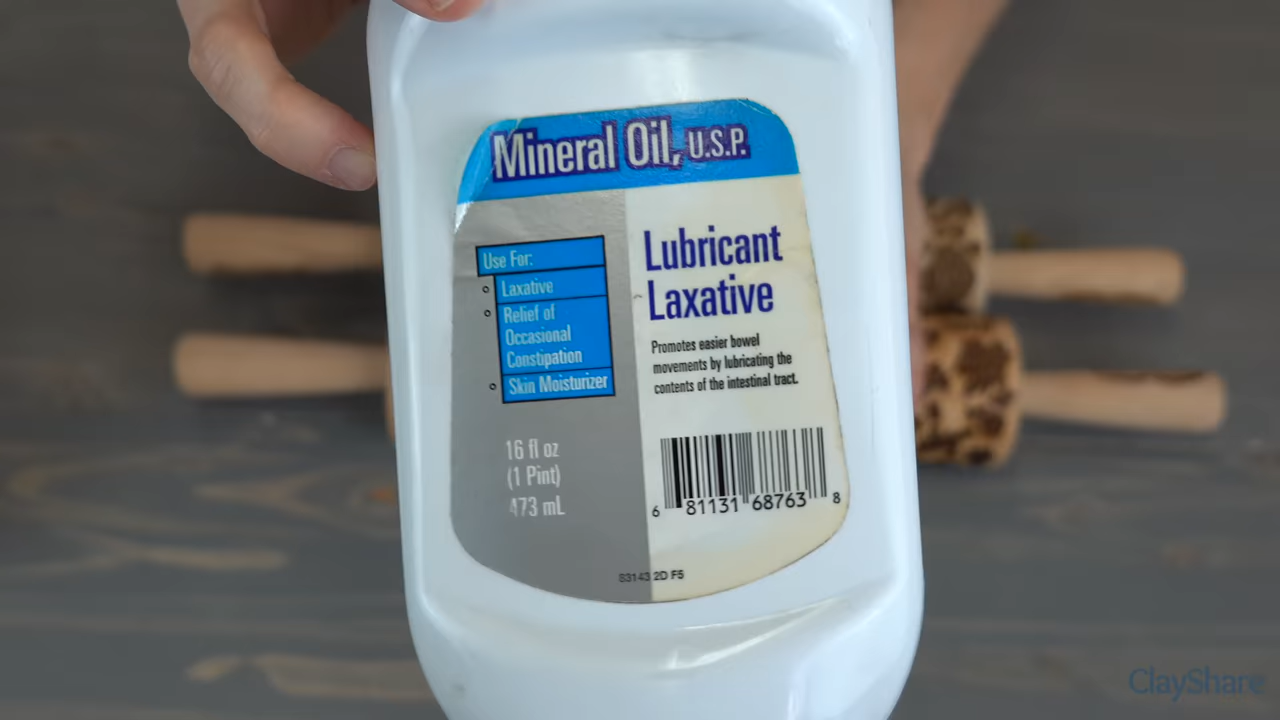 Mineral Oil, U.S.P.
Use For:
Laxative
Relief of
Occasional
Constipation
Skin Moisturizer
16 fl oz
(1 Pint)
473 mL
Lubricant
Laxative
Promotes easier bowel
movements by lubricating the
contents of the intestinal tract.
6 81131 68763 8
53143 2D F5
ClayShare